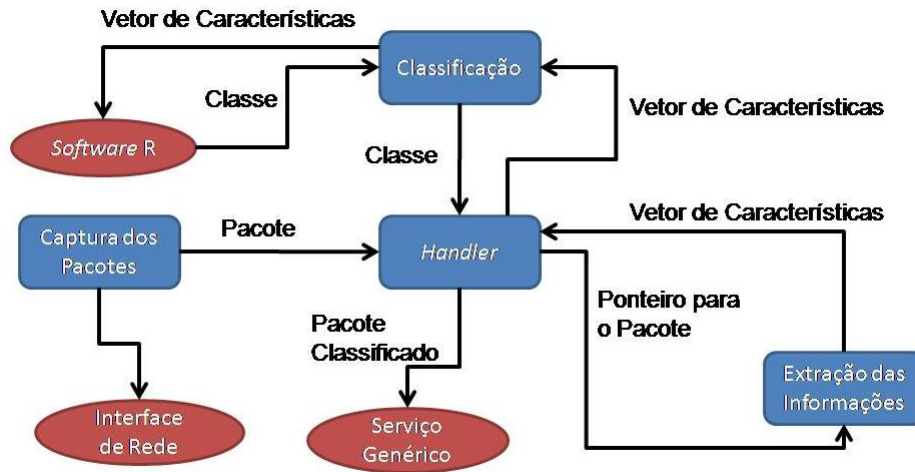 Vetor de Características
Classificação
Classe
Vetor de Características
Software R
Classe
Vetor de Características
Captura dos
Pacotes
Pacote
Handler
Ponteiro para
o Pacote
Pacote
Classificado
Extração das
Informações
Interface
de Rede
Serviço
Genérico